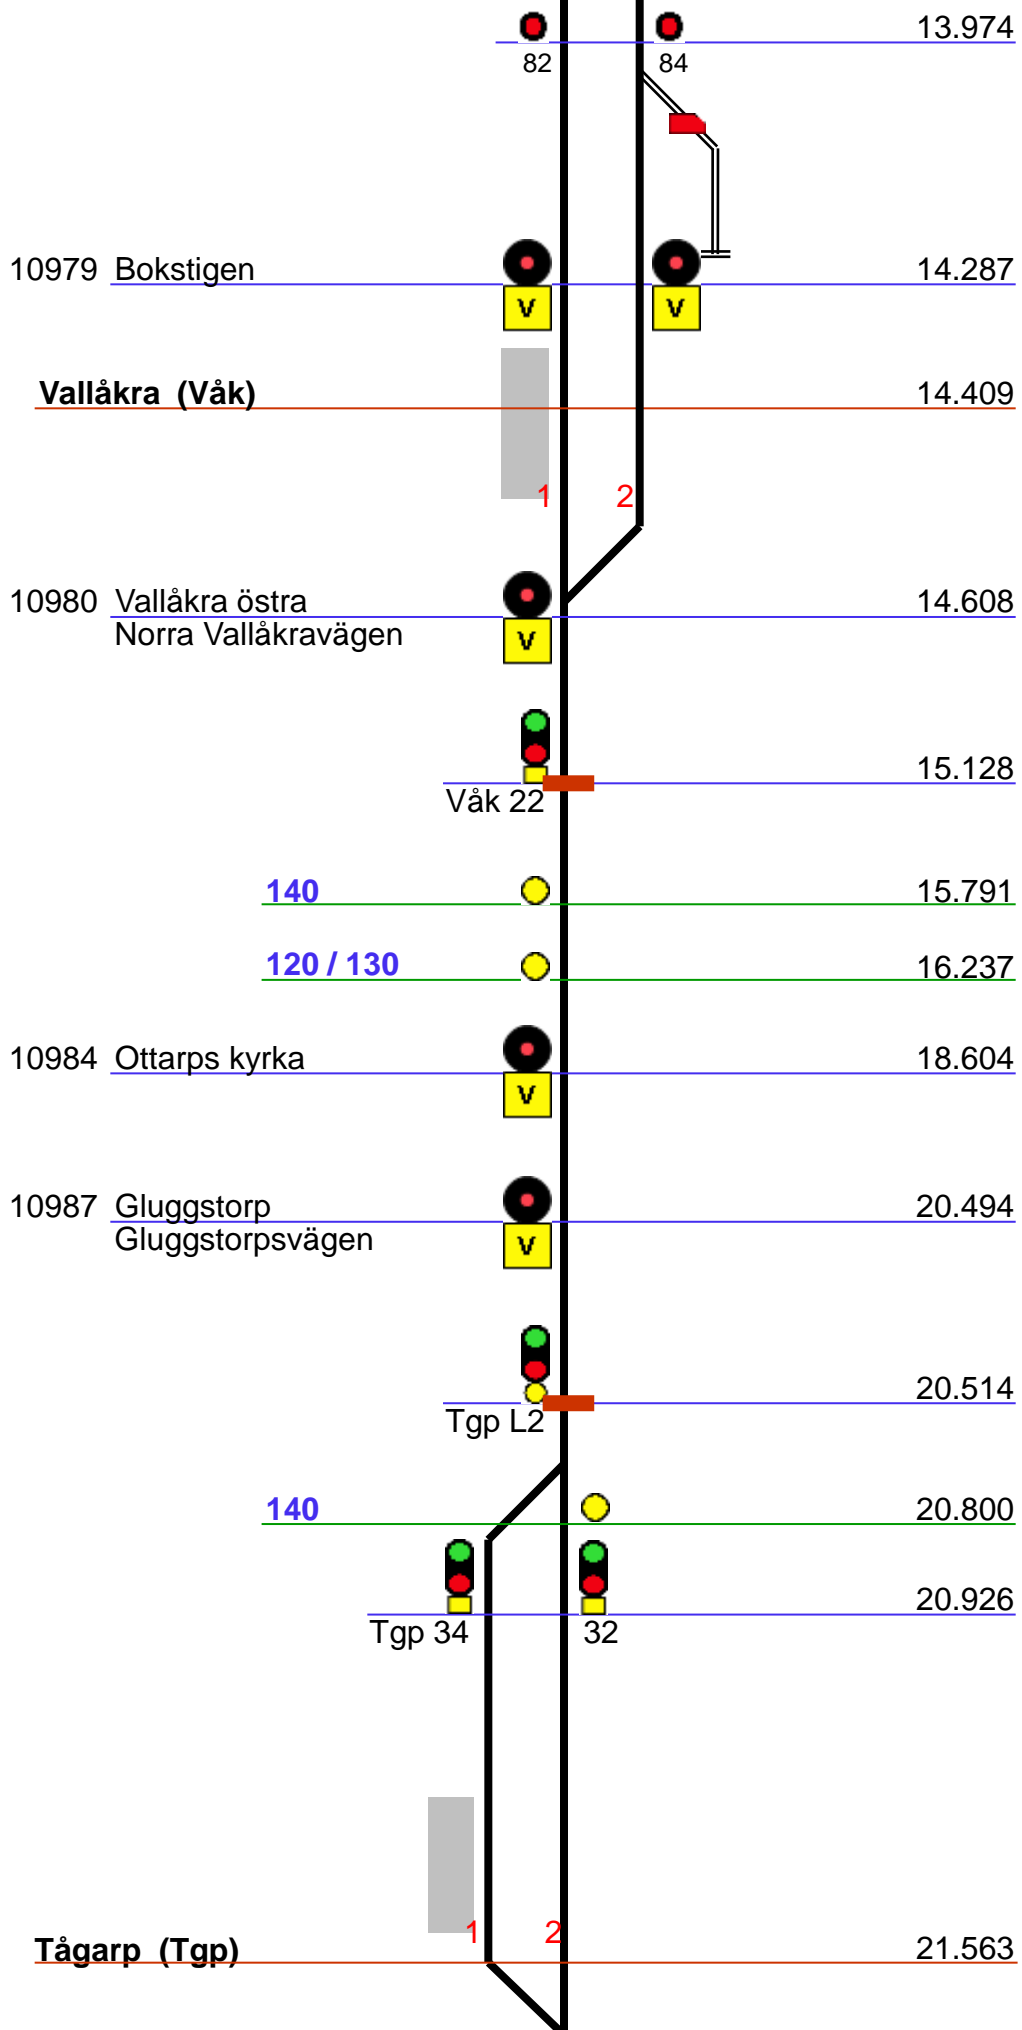 13.974
82 84
10979 Bokstigen 14.287
V V
Vallåkra (Våk) 14.409
1 2
10980 Vallåkra östra 14.608
Norra Vallåkravägen
V
15.128
Våk 22
140 15.791
120 / 130 16.237
10984 Ottarps kyrka 18.604
V
10987 Gluggstorp 20.494
Gluggstorpsvägen
V
20.514
Tgp L2
140 20.800
20.926
Tgp 34 32
1 2
Tågarp (Tgp) 21.563